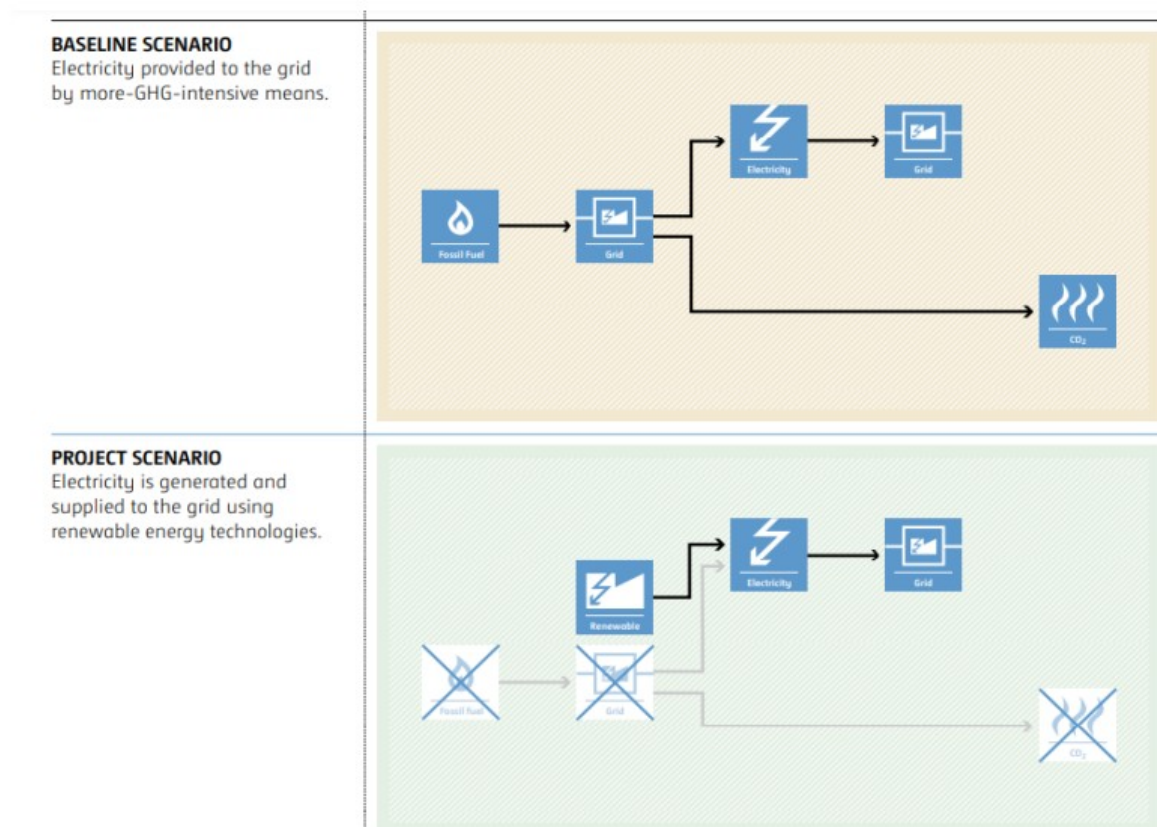 BASELINE SCENARIO
Electricity provided to the grid
by more-GHG-intensive means.
Electricity
Grid
Fossil Fuel
Grid
CO₂
PROJECT SCENARIO
Electricity is generated and
supplied to the grid using
renewable energy technologies.
Electricity
Grid
Renewable
Fossil Fuel
Grid
CO₂